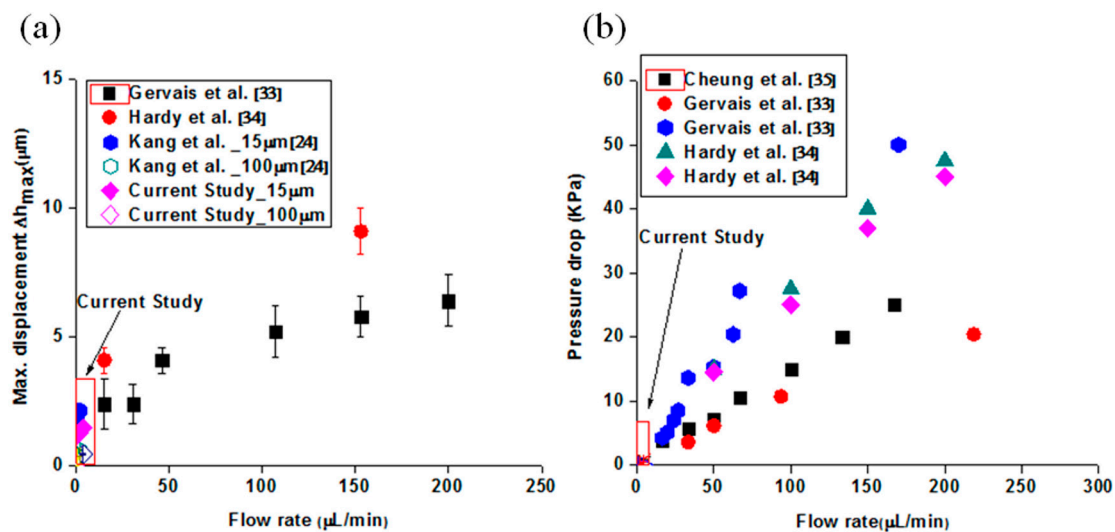 (a)
15
10
5
0
0 50 100 150 200 250
Max. displacement Δhmax(μm)
Flow rate (μL/min)
Gervais et al. [33]
Hardy et al. [34]
Kang et al. _15μm[24]
Kang et al. _100μm[24]
Current Study_15μm
Current Study_100μm
Current Study
(b)
60
50
40
30
20
10
0
0 50 100 150 200 250 300
Pressure drop (KPa)
Flow rate(μL/min)
Cheung et al. [35]
Gervais et al. [33]
Gervais et al. [33]
Hardy et al. [34]
Hardy et al. [34]
Current Study